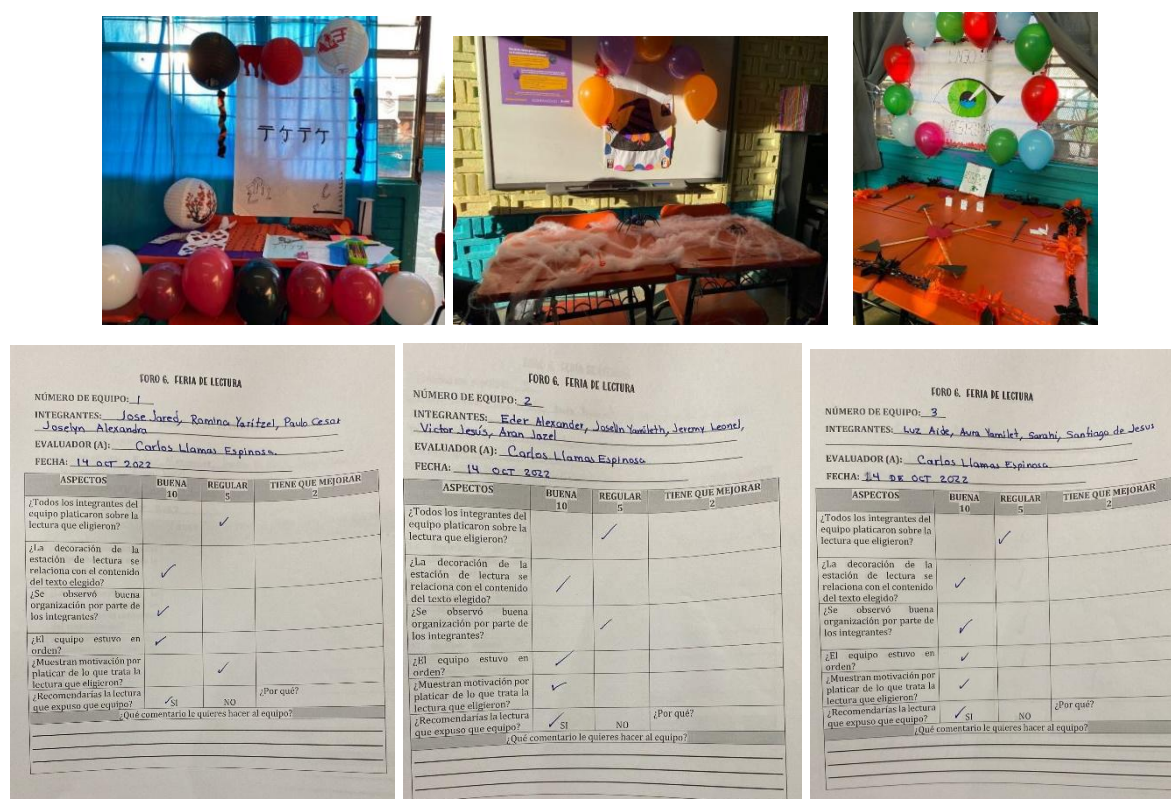 テケテケ
FORO 6. FERIA DE LECTURA
NÚMERO DE EQUIPO: 1
INTEGRANTES: Jose Jared, Romina Yaritzel, Paulo Cesar
Joselyn Alexandra
EVALUADOR (A): Carlos Llamas Espinosa.
FECHA: 14 OCT 2022
ASPECTOS BUENA REGULAR TIENE QUE MEJORAR
10 5 2
¿Todos los integrantes del
equipo platicaron sobre la
lectura que eligieron? ✓
¿La decoración de la
estación de lectura se
relaciona con el contenido
del texto elegido? ✓
¿Se observó buena
organización por parte de
los integrantes? ✓
¿El equipo estuvo en
orden? ✓
¿Muestran motivación por
platicar de lo que trata la
lectura que eligieron? ✓
¿Recomendarías la lectura
que expuso que equipo? ✓ SI NO ¿Por qué?
¿Qué comentario le quieres hacer al equipo?
FORO 6. FERIA DE LECTURA
NÚMERO DE EQUIPO: 2
INTEGRANTES: Eder Alexander, Joselin Yamileth, Jeremy Leonel,
Victor Jesús, Aran Jazel
EVALUADOR (A): Carlos Llamas Espinosa
FECHA: 14 OCT 2022
ASPECTOS BUENA REGULAR TIENE QUE MEJORAR
10 5 2
¿Todos los integrantes del
equipo platicaron sobre la
lectura que eligieron? ✓
¿La decoración de la
estación de lectura se
relaciona con el contenido
del texto elegido? ✓
¿Se observó buena
organización por parte de
los integrantes? ✓
¿El equipo estuvo en
orden? ✓
¿Muestran motivación por
platicar de lo que trata la
lectura que eligieron? ✓
¿Recomendarías la lectura
que expuso que equipo? ✓ SI NO ¿Por qué?
¿Qué comentario le quieres hacer al equipo?
FORO 6. FERIA DE LECTURA
NÚMERO DE EQUIPO: 3
INTEGRANTES: Luz Aide, Aura Yamilet, Sarahi, Santiago de Jesus
EVALUADOR (A): Carlos Llamas Espinosa
FECHA: 14 DE OCT 2022
ASPECTOS BUENA REGULAR TIENE QUE MEJORAR
10 5 2
¿Todos los integrantes del
equipo platicaron sobre la
lectura que eligieron? ✓
¿La decoración de la
estación de lectura se
relaciona con el contenido
del texto elegido? ✓
¿Se observó buena
organización por parte de
los integrantes? ✓
¿El equipo estuvo en
orden? ✓
¿Muestran motivación por
platicar de lo que trata la
lectura que eligieron? ✓
¿Recomendarías la lectura
que expuso que equipo? ✓ SI NO ¿Por qué?
¿Qué comentario le quieres hacer al equipo?